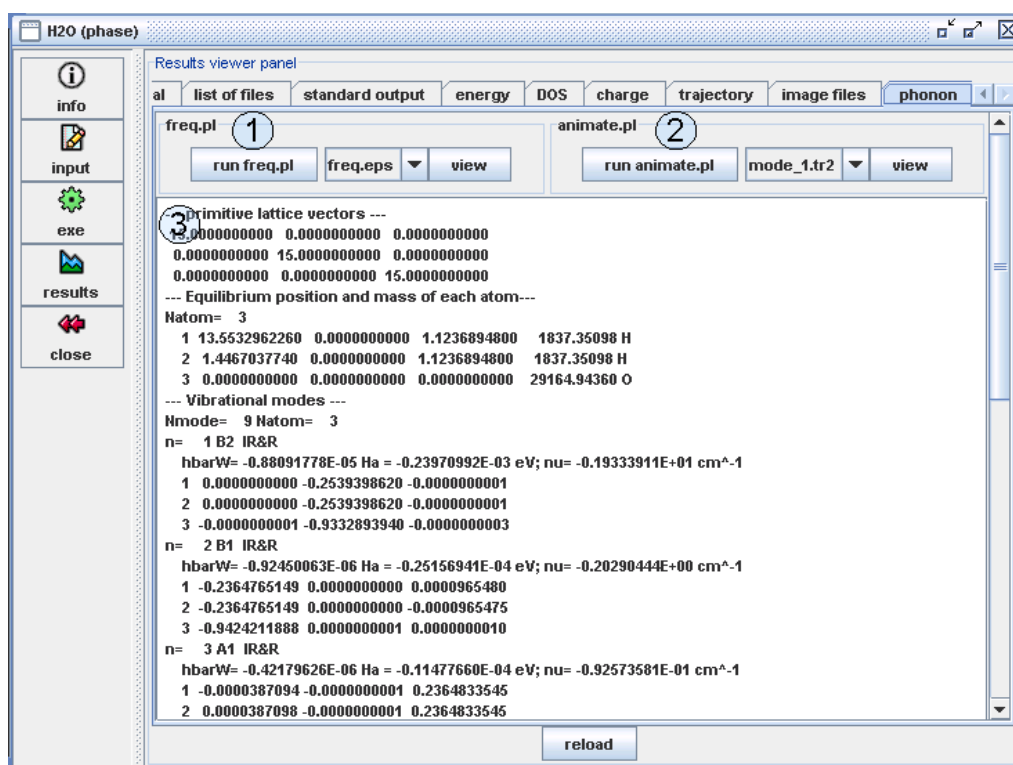 H2O (phase)
info
input
exe
results
close
Results viewer panel
al list of files standard output energy DOS charge trajectory image files phonon
freq.pl 1 animate.pl 2
run freq.pl freq.eps view run animate.pl mode_1.tr2 view
3
primitive lattice vectors ---
.0000000000 0.0000000000 0.0000000000
0.0000000000 15.0000000000 0.0000000000
0.0000000000 0.0000000000 15.0000000000
--- Equilibrium position and mass of each atom---
Natom= 3
1 13.5532962260 0.0000000000 1.1236894800 1837.35098 H
2 1.4467037740 0.0000000000 1.1236894800 1837.35098 H
3 0.0000000000 0.0000000000 0.0000000000 29164.94360 O
--- Vibrational modes ---
Nmode= 9 Natom= 3
n= 1 B2 IR&R
hbarW= -0.88091778E-05 Ha = -0.23970992E-03 eV; nu= -0.19333911E+01 cm^-1
1 0.0000000000 -0.2539398620 -0.0000000001
2 0.0000000000 -0.2539398620 -0.0000000001
3 -0.0000000001 -0.9332893940 -0.0000000003
n= 2 B1 IR&R
hbarW= -0.92450063E-06 Ha = -0.25156941E-04 eV; nu= -0.20290444E+00 cm^-1
1 -0.2364765149 0.0000000000 0.0000965480
2 -0.2364765149 0.0000000000 -0.0000965475
3 -0.9424211888 0.0000000001 0.0000000010
n= 3 A1 IR&R
hbarW= -0.42179626E-06 Ha = -0.11477660E-04 eV; nu= -0.92573581E-01 cm^-1
1 -0.0000387094 -0.0000000001 0.2364833545
2 0.0000387098 -0.0000000001 0.2364833545
reload